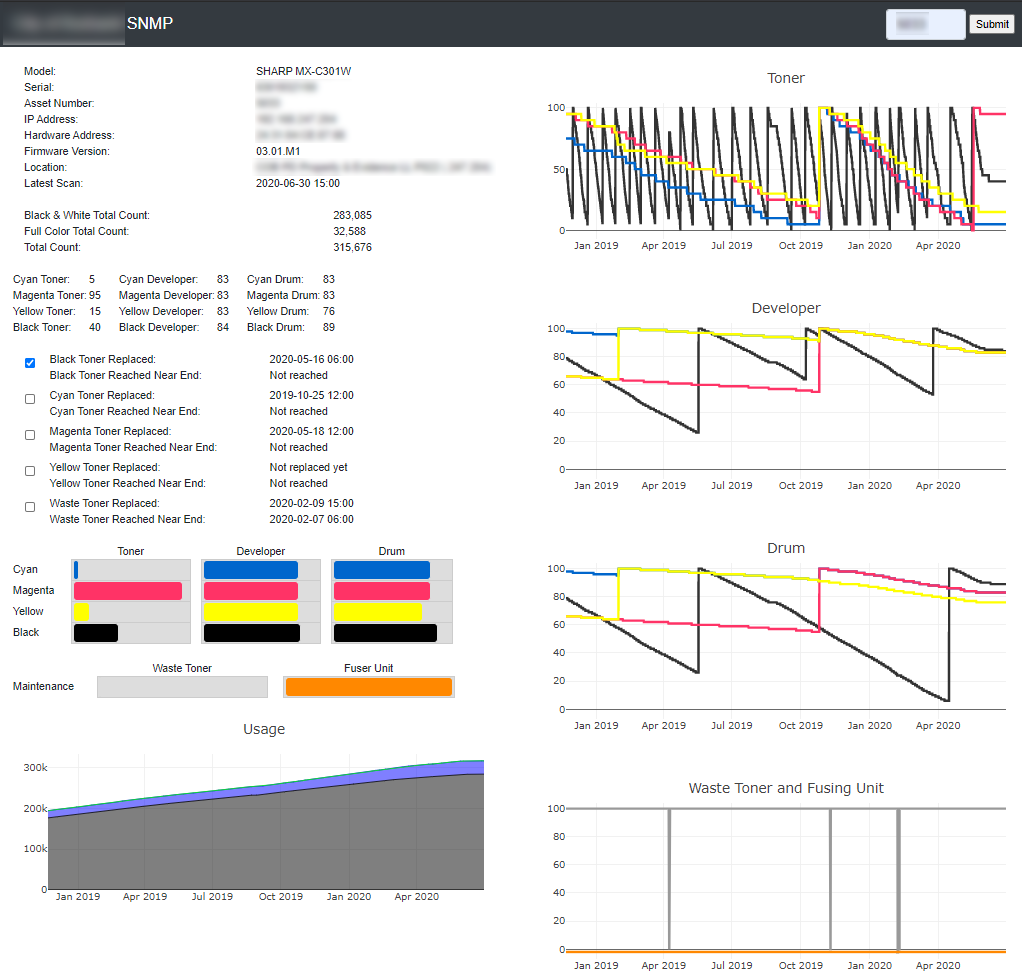 SNMP
Submit
Model: SHARP MX-C301W
Serial:
Asset Number:
IP Address:
Hardware Address:
Firmware Version: 03.01.M1
Location:
Latest Scan: 2020-06-30 15:00
Black & White Total Count: 283,085
Full Color Total Count: 32,588
Total Count: 315,676
Cyan Toner: 5 Cyan Developer: 83 Cyan Drum: 83
Magenta Toner: 95 Magenta Developer: 83 Magenta Drum: 83
Yellow Toner: 15 Yellow Developer: 83 Yellow Drum: 76
Black Toner: 40 Black Developer: 84 Black Drum: 89
Black Toner Replaced: 2020-05-16 06:00
Black Toner Reached Near End: Not reached
Cyan Toner Replaced: 2019-10-25 12:00
Cyan Toner Reached Near End: Not reached
Magenta Toner Replaced: 2020-05-18 12:00
Magenta Toner Reached Near End: Not reached
Yellow Toner Replaced: Not replaced yet
Yellow Toner Reached Near End: Not reached
Waste Toner Replaced: 2020-02-09 15:00
Waste Toner Reached Near End: 2020-02-07 06:00
Toner Developer Drum
Cyan
Magenta
Yellow
Black
Waste Toner Fuser Unit
Maintenance
Usage
300k
200k
100k
0
Jan 2019 Apr 2019 Jul 2019 Oct 2019 Jan 2020 Apr 2020
Toner
100
50
0
Jan 2019 Apr 2019 Jul 2019 Oct 2019 Jan 2020 Apr 2020
Developer
100
80
60
40
20
0
Jan 2019 Apr 2019 Jul 2019 Oct 2019 Jan 2020 Apr 2020
Drum
100
80
60
40
20
0
Jan 2019 Apr 2019 Jul 2019 Oct 2019 Jan 2020 Apr 2020
Waste Toner and Fusing Unit
100
80
60
40
20
0
Jan 2019 Apr 2019 Jul 2019 Oct 2019 Jan 2020 Apr 2020